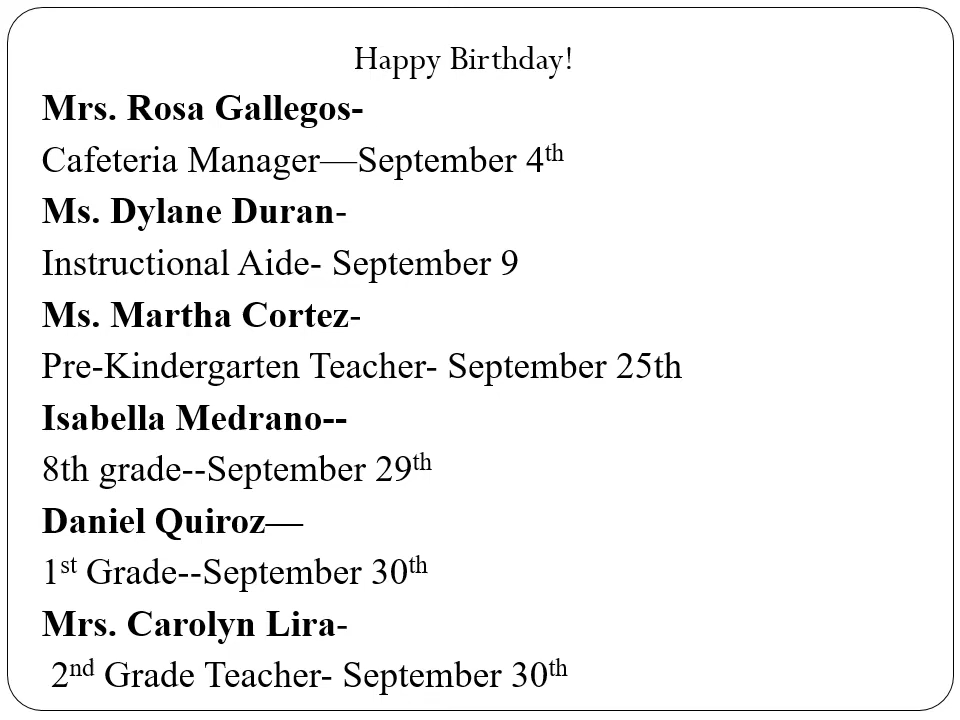 Happy Birthday!
Mrs. Rosa Gallegos-
Cafeteria Manager—September 4th
Ms. Dylane Duran-
Instructional Aide- September 9
Ms. Martha Cortez-
Pre-Kindergarten Teacher- September 25th
Isabella Medrano--
8th grade--September 29th
Daniel Quiroz—
1st Grade--September 30th
Mrs. Carolyn Lira-
2nd Grade Teacher- September 30th